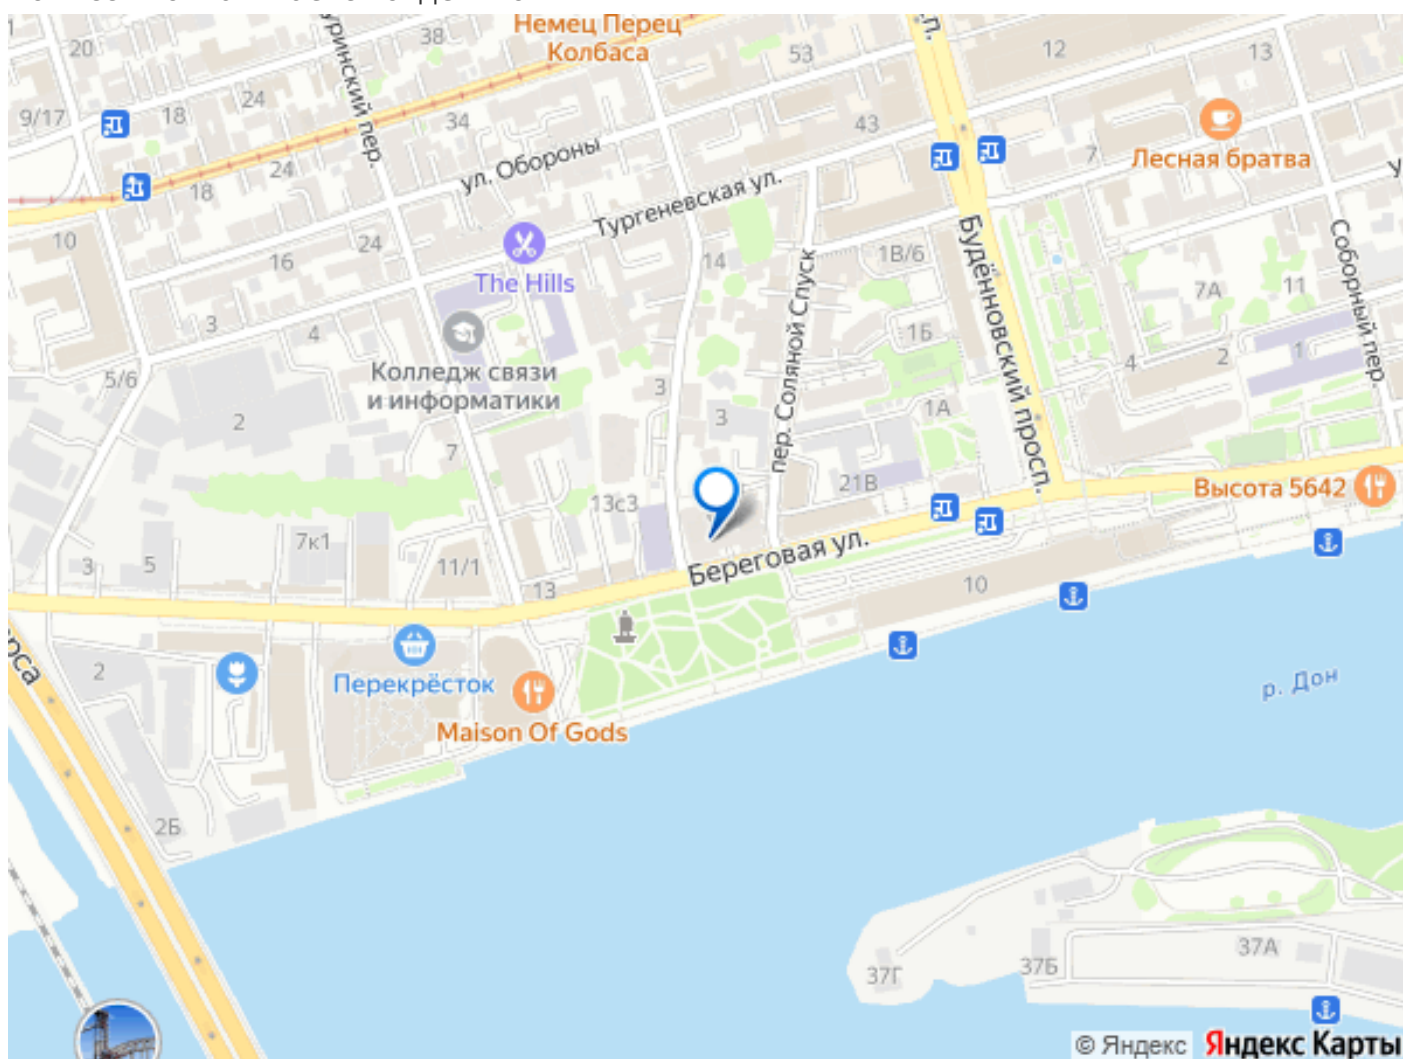 Немец Перец
Колбаса
38
20
53
12
13
9/17
18
24
34
43
7
Лесная братва
ул. Обороны
24
18
Тургеневская ул.
10
24
16
14
1В/6
The Hills
Будённовский просп.
Соборный пер.
7А
11
3
4
1Б
пер. Соляной Спуск
4
2
1
Колледж связи
и информатики
5/6
3
3
1А
2
7
21В
Высота 5642
13с3
7к1
3
5
11/1
13
Береговая ул.
10
2
Перекрёсток
Maison Of Gods
р. Дон
2Б
37Г
37Б
37А
© Яндекс
Яндекс Карты